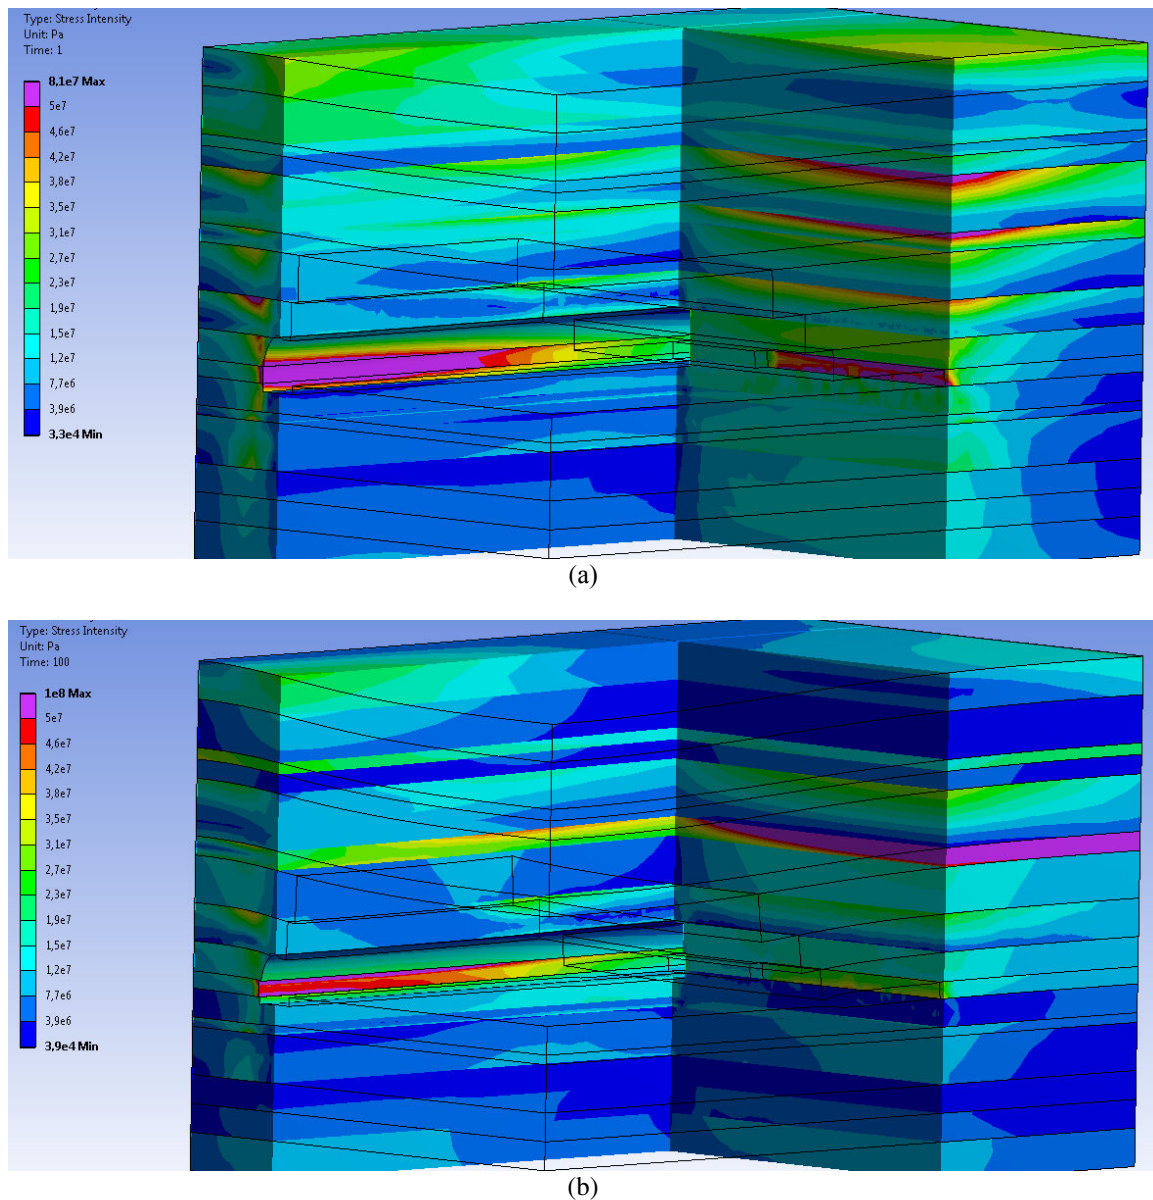 Type: Stress Intensity
Unit: Pa
Time: 1
8,1e7 Max
5e7
4,6e7
4,2e7
3,8e7
3,5e7
3,1e7
2,7e7
2,3e7
1,9e7
1,5e7
1,2e7
7,7e6
3,9e6
3,3e4 Min
(a)
Type: Stress Intensity
Unit: Pa
Time: 100
1e8 Max
5e7
4,6e7
4,2e7
3,8e7
3,5e7
3,1e7
2,7e7
2,3e7
1,9e7
1,5e7
1,2e7
7,7e6
3,9e6
3,9e4 Min
(b)